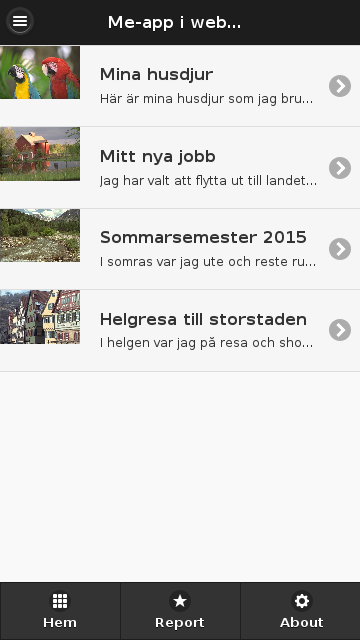 Me-app i web...
Mina husdjur
Här är mina husdjur som jag bru...
Mitt nya jobb
Jag har valt att flytta ut till landet...
Sommarsemester 2015
I somras var jag ute och reste ru...
Helgresa till storstaden
I helgen var jag på resa och sho...
Hem
Report
About